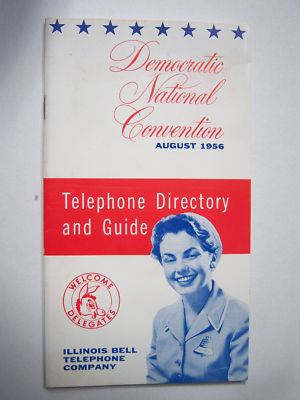 Democratic
National
Convention
AUGUST 1956
Telephone Directory
and Guide
WELCOME
DELEGATES
ILLINOIS BELL
TELEPHONE
COMPANY